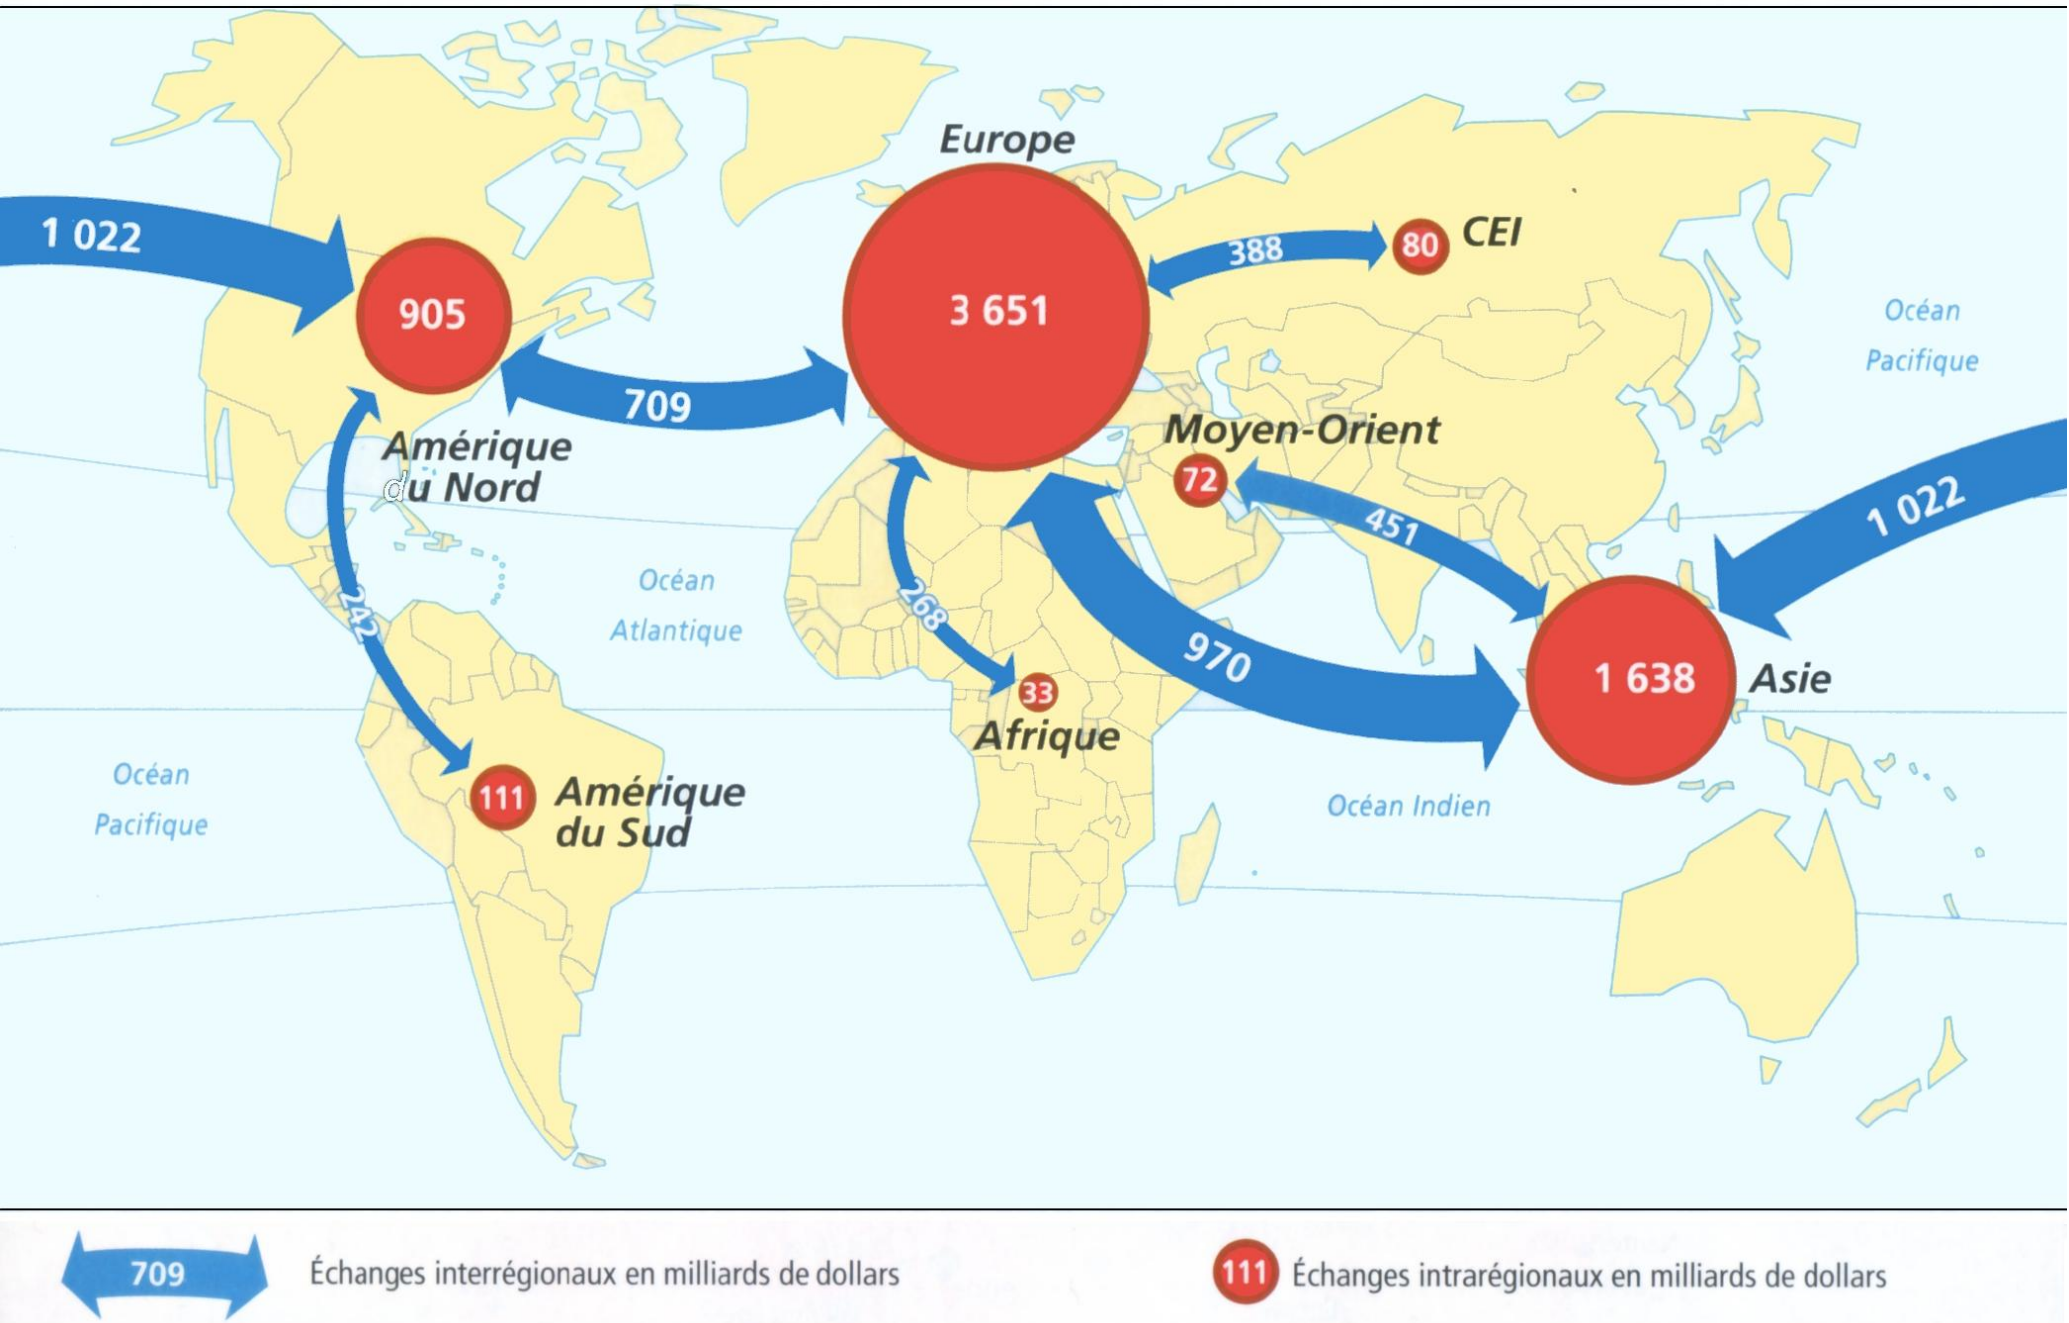 Europe
CEI
1 022
388
80
905
3 651
Océan
Pacifique
709
Moyen-Orient
Amérique
du Nord
72
451
1 022
Océan
Atlantique
268
242
970
33
Afrique
1 638
Asie
Océan
Pacifique
111
Amérique
du Sud
Océan Indien
709
Échanges interrégionaux en milliards de dollars
111
Échanges intrarégionaux en milliards de dollars